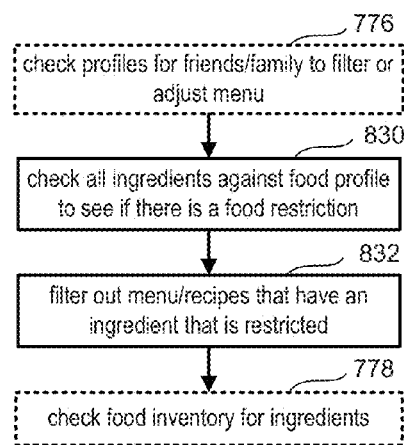 776
check profiles for friends/family to filter or
adjust menu
830
check all ingredients against food profile
to see if there is a food restriction
832
filter out menu/recipes that have an
ingredient that is restricted
778
check food inventory for ingredients